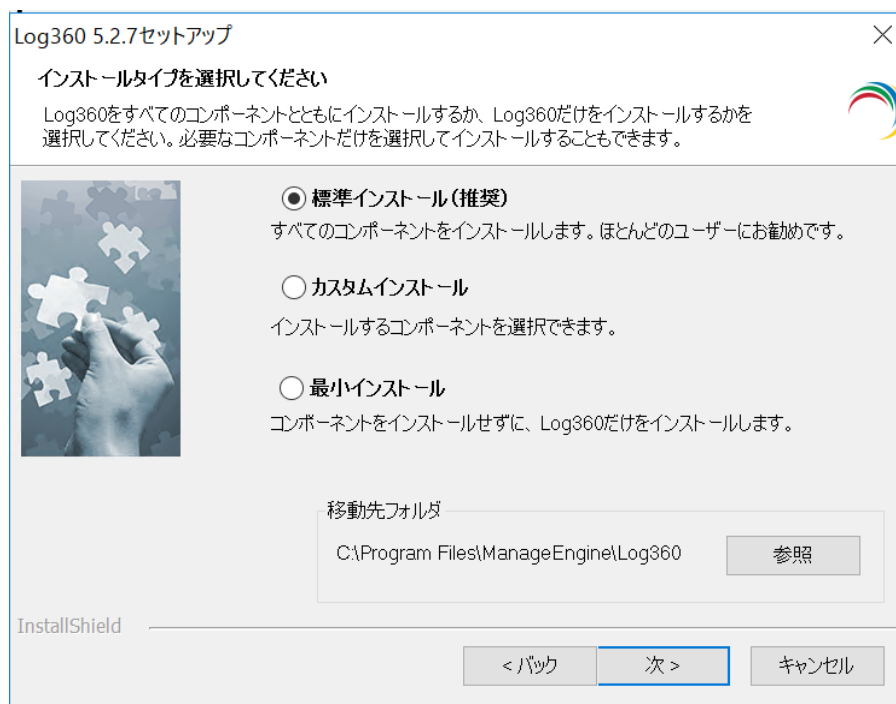 Log360 5.2.7セットアップ
インストールタイプを選択してください
Log360をすべてのコンポーネントとともにインストールするか、Log360だけをインストールするかを
選択してください。必要なコンポーネントだけを選択してインストールすることもできます。
標準インストール(推奨)
すべてのコンポーネントをインストールします。ほとんどのユーザーにお勧めです。
カスタムインストール
インストールするコンポーネントを選択できます。
最小インストール
コンポーネントをインストールせずに、Log360だけをインストールします。
移動先フォルダ
C:\Program Files\ManageEngine\Log360
参照
InstallShield
< バック
次 >
キャンセル